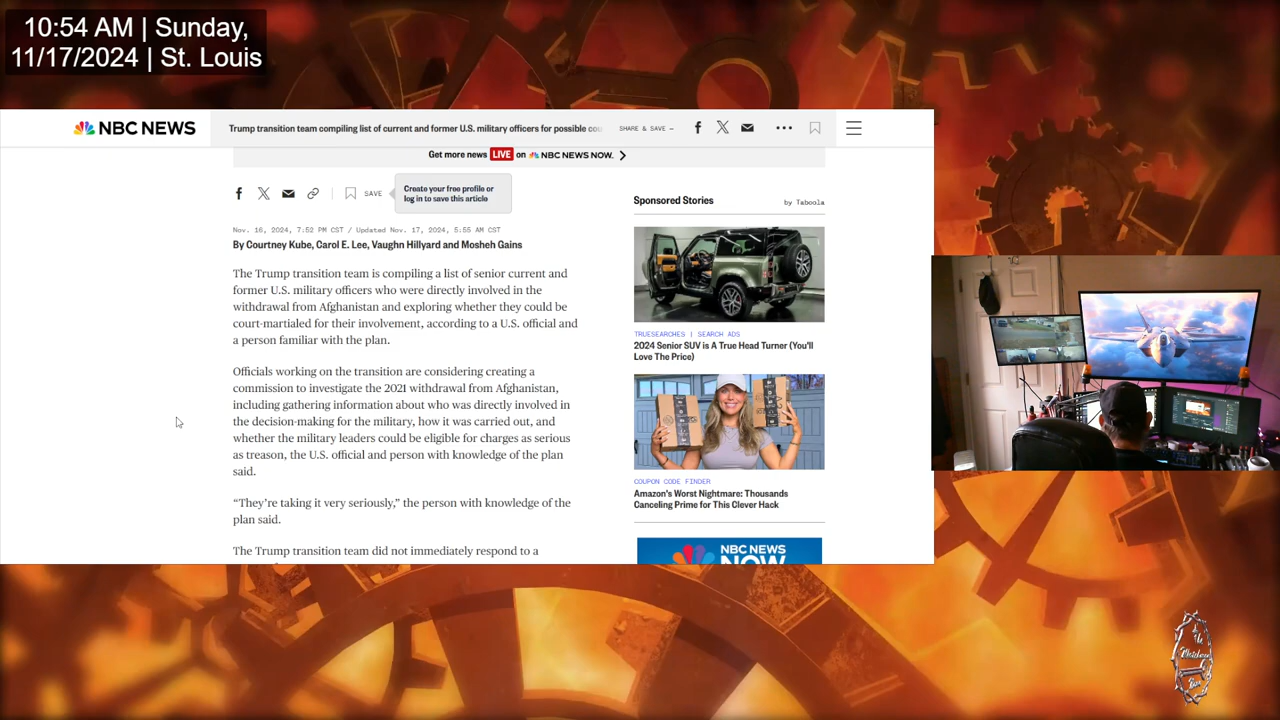 10:54 AM | Sunday,
11/17/2024 | St. Louis
NBC NEWS
Trump transition team compiling list of current and former U.S. military officers for possible
SHARE & SAVE —
Get more news LIVE on NBC NEWS NOW.
SAVE
Create your free profile or
log in to save this article
Nov. 16, 2024, 7:52 PM CST / Updated Nov. 17, 2024, 5:55 AM CST
By Courtney Kube, Carol E. Lee, Vaughn Hillyard and Mosheh Gains
The Trump transition team is compiling a list of senior current and
former U.S. military officers who were directly involved in the
withdrawal from Afghanistan and exploring whether they could be
court-martialed for their involvement, according to a U.S. official and
a person familiar with the plan.
Officials working on the transition are considering creating a
commission to investigate the 2021 withdrawal from Afghanistan,
including gathering information about who was directly involved in
the decision-making for the military, how it was carried out, and
whether the military leaders could be eligible for charges as serious
as treason, the U.S. official and person with knowledge of the plan
said.
“They’re taking it very seriously,” the person with knowledge of the
plan said.
The Trump transition team did not immediately respond to a
Sponsored Stories
by Taboola
TRUESEARCHES | SEARCH ADS
2024 Senior SUV is A True Head Turner (You'll
Love The Price)
COUPON CODE FINDER
Amazon's Worst Nightmare: Thousands
Canceling Prime for This Clever Hack
NBC NEWS
NOW